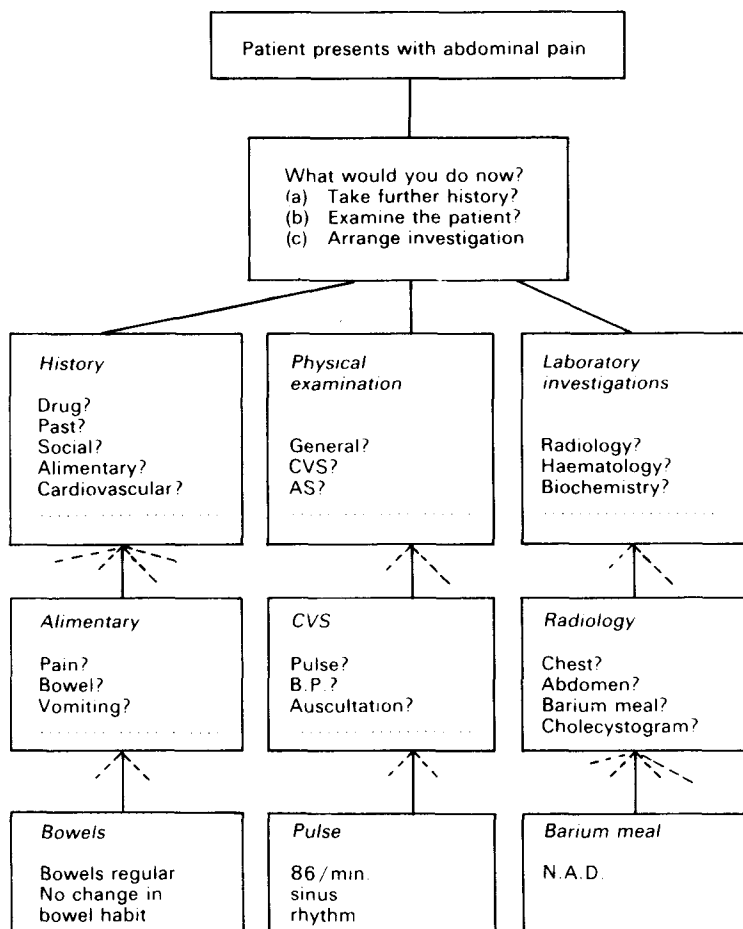 Patient presents with abdominal pain
What would you do now?
(a) Take further history?
(b) Examine the patient?
(c) Arrange investigation
History
Drug?
Past?
Social?
Alimentary?
Cardiovascular?
Physical
examination
General?
CVS?
AS?
Laboratory
investigations
Radiology?
Haematology?
Biochemistry?
Alimentary
Pain?
Bowel?
Vomiting?
CVS
Pulse?
B.P.?
Auscultation?
Radiology
Chest?
Abdomen?
Barium meal?
Cholecystogram?
Bowels
Bowels regular
No change in
bowel habit
Pulse
86/min.
sinus
rhythm
Barium meal
N.A.D.